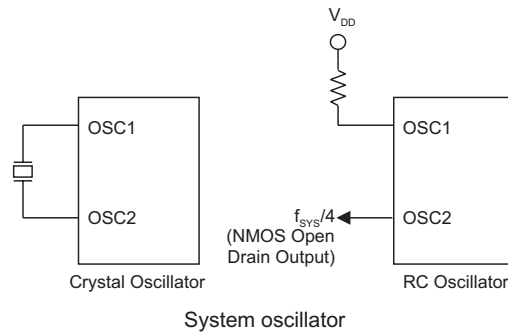 OSC1
OSC2
Crystal Oscillator
V_DD
OSC1
f_SYS/4
(NMOS Open
Drain Output)
OSC2
RC Oscillator
System oscillator